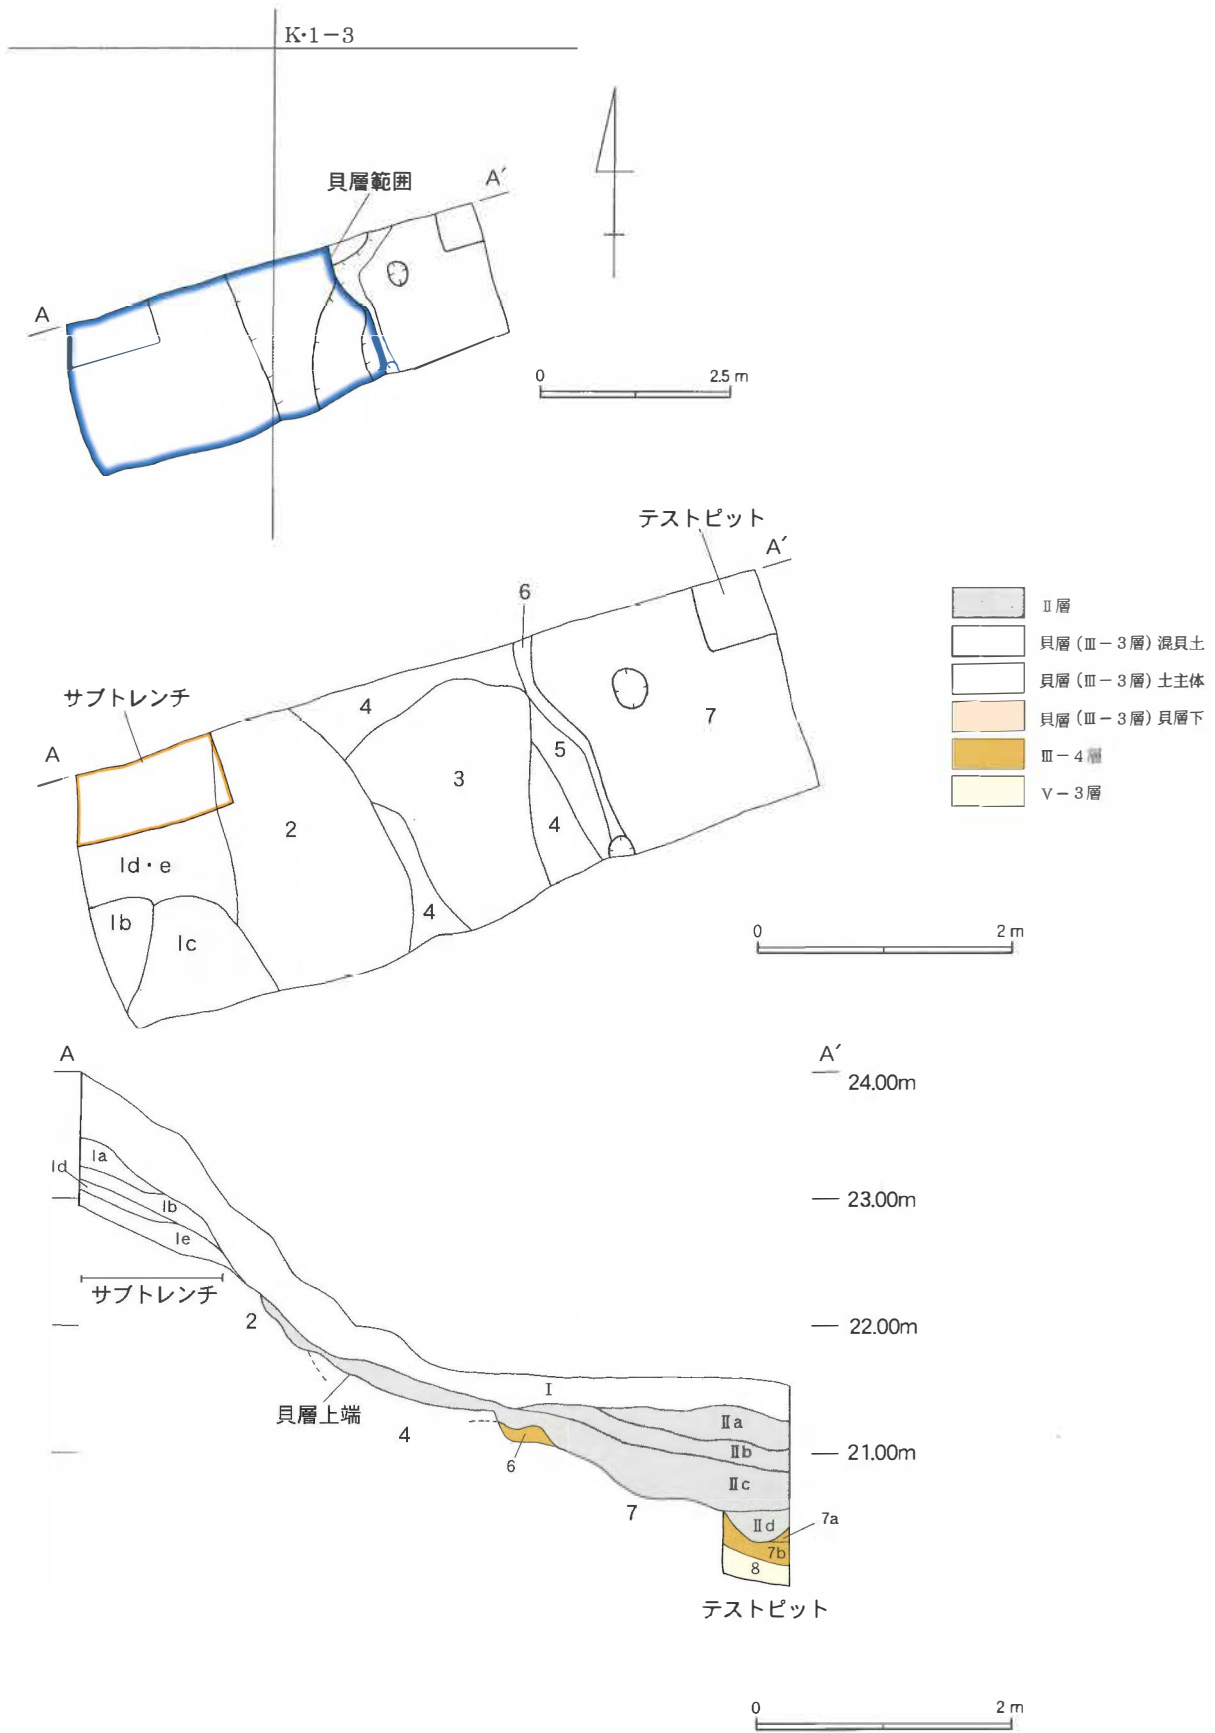 K・1−3
貝層範囲
A′
A
0 2.5 m
テストピット
A′
6
Ⅱ層
貝層(Ⅲ−3層)混貝土
貝層(Ⅲ−3層)土主体
貝層(Ⅲ−3層)貝層下
Ⅲ−4層
Ⅴ−3層
サブトレンチ
4
7
A
5
3
2
4
Id・e
Ib
Ic
4
0 2 m
A
A′
24.00m
Ia
Id
Ib
23.00m
Ie
サブトレンチ
2
22.00m
貝層上端
I
Ⅱa
4
Ⅱb
21.00m
6
Ⅱc
7
Ⅱd
7a
7b
8
テストピット
0 2 m